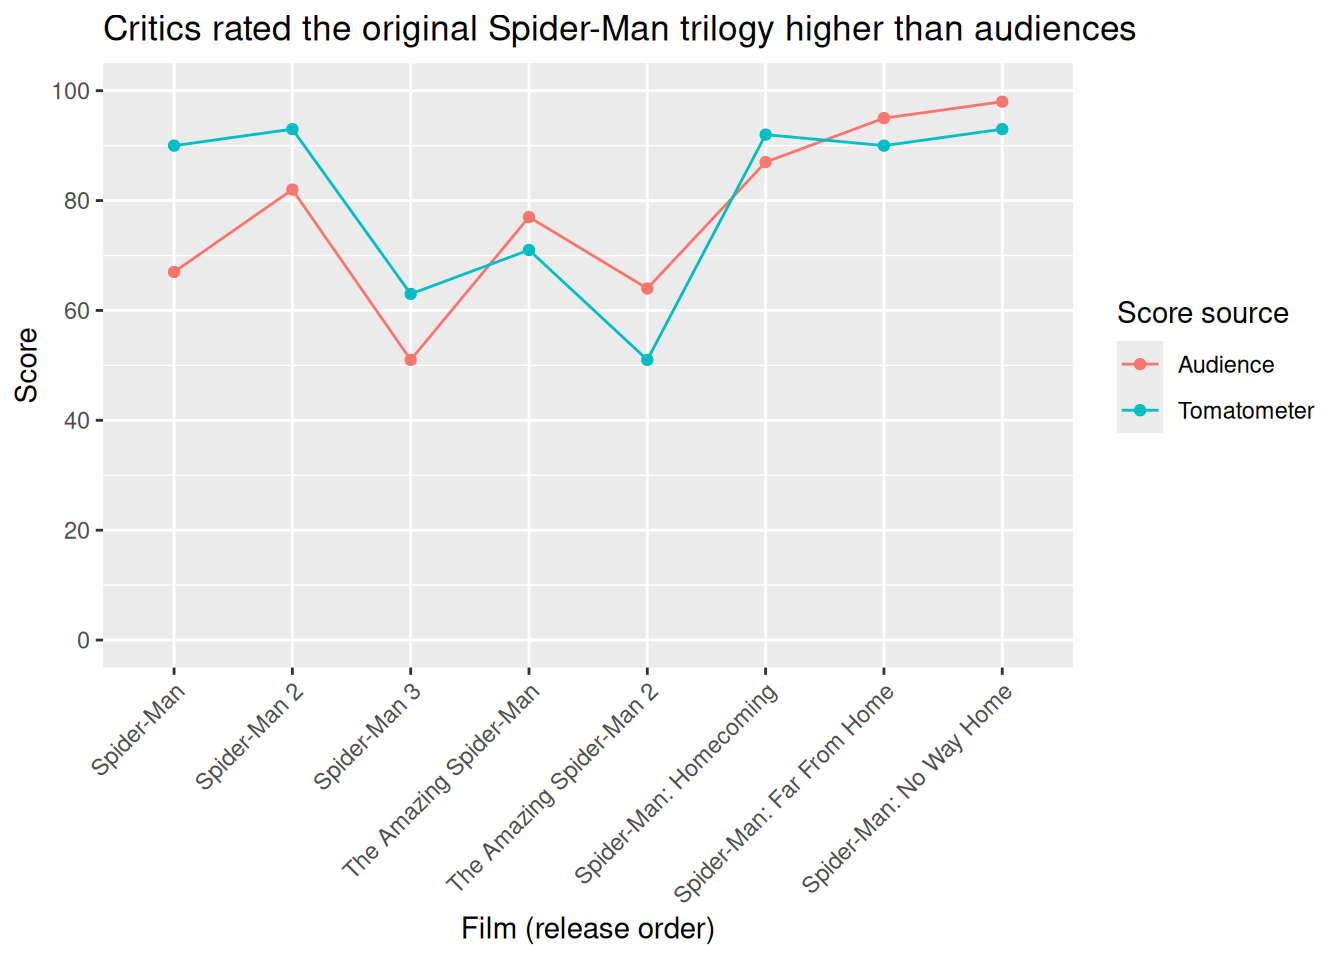 Critics rated the original Spider-Man trilogy higher than audiences
100
80
60
40
20
0
Score
Spider-Man
Spider-Man 2
Spider-Man 3
The Amazing Spider-Man
The Amazing Spider-Man 2
Spider-Man: Homecoming
Spider-Man: Far From Home
Spider-Man: No Way Home
Film (release order)
Score source
Audience
Tomatometer